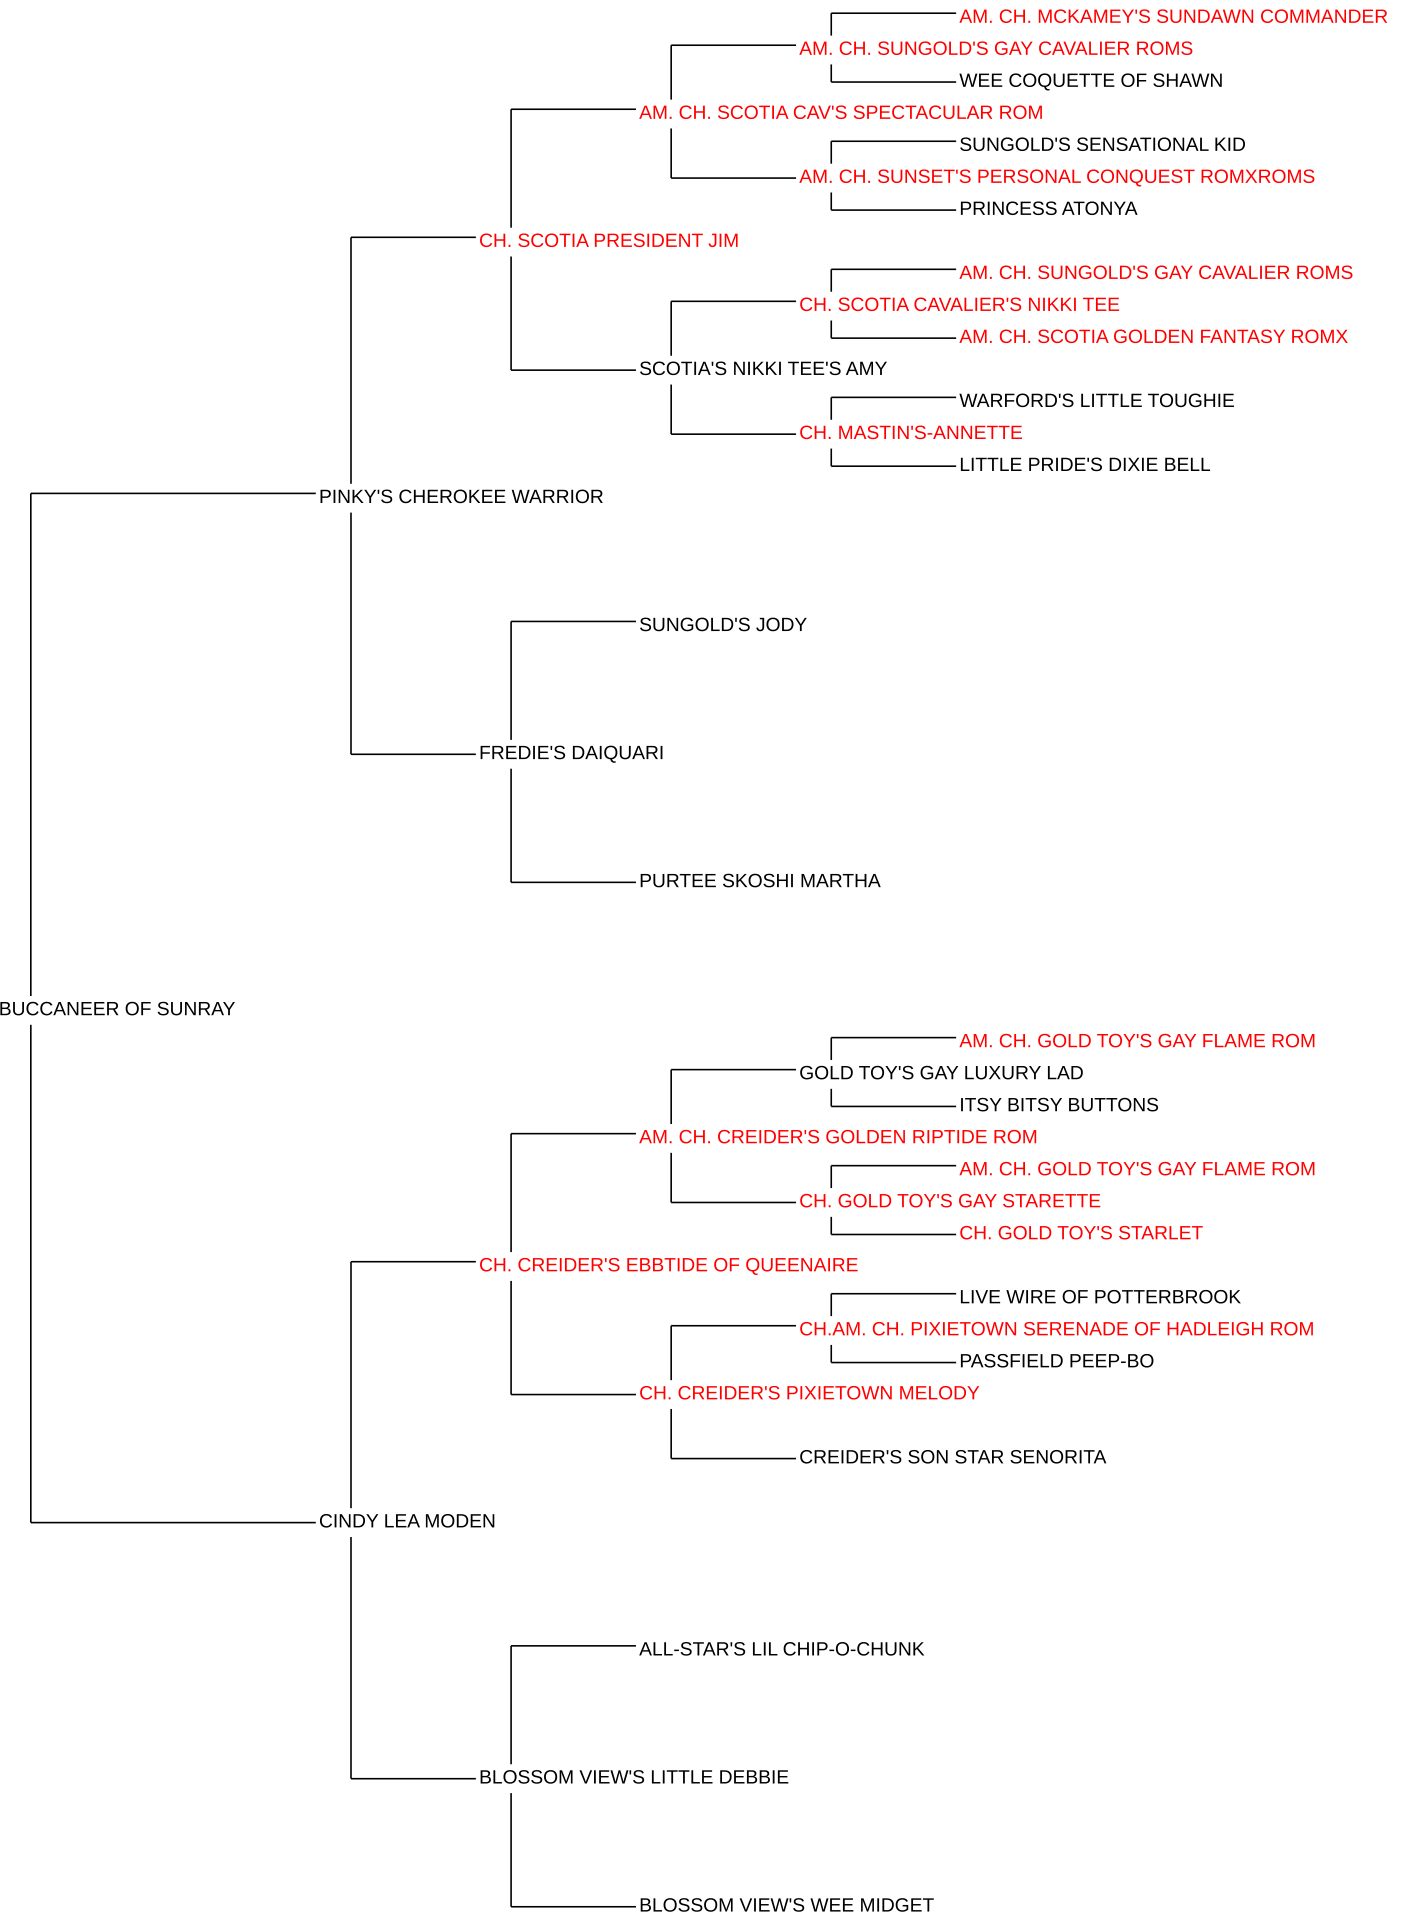 AM. CH. MCKAMEY'S SUNDAWN COMMANDER
AM. CH. SUNGOLD'S GAY CAVALIER ROMS
WEE COQUETTE OF SHAWN
AM. CH. SCOTIA CAV'S SPECTACULAR ROM
SUNGOLD'S SENSATIONAL KID
AM. CH. SUNSET'S PERSONAL CONQUEST ROMXROMS
PRINCESS ATONYA
CH. SCOTIA PRESIDENT JIM
AM. CH. SUNGOLD'S GAY CAVALIER ROMS
CH. SCOTIA CAVALIER'S NIKKI TEE
AM. CH. SCOTIA GOLDEN FANTASY ROMX
SCOTIA'S NIKKI TEE'S AMY
WARFORD'S LITTLE TOUGHIE
CH. MASTIN'S-ANNETTE
LITTLE PRIDE'S DIXIE BELL
PINKY'S CHEROKEE WARRIOR
SUNGOLD'S JODY
FREDIE'S DAIQUARI
PURTEE SKOSHI MARTHA
BUCCANEER OF SUNRAY
AM. CH. GOLD TOY'S GAY FLAME ROM
GOLD TOY'S GAY LUXURY LAD
ITSY BITSY BUTTONS
AM. CH. CREIDER'S GOLDEN RIPTIDE ROM
AM. CH. GOLD TOY'S GAY FLAME ROM
CH. GOLD TOY'S GAY STARETTE
CH. GOLD TOY'S STARLET
CH. CREIDER'S EBBTIDE OF QUEENAIRE
LIVE WIRE OF POTTERBROOK
CH.AM. CH. PIXIETOWN SERENADE OF HADLEIGH ROM
PASSFIELD PEEP-BO
CH. CREIDER'S PIXIETOWN MELODY
CREIDER'S SON STAR SENORITA
CINDY LEA MODEN
ALL-STAR'S LIL CHIP-O-CHUNK
BLOSSOM VIEW'S LITTLE DEBBIE
BLOSSOM VIEW'S WEE MIDGET